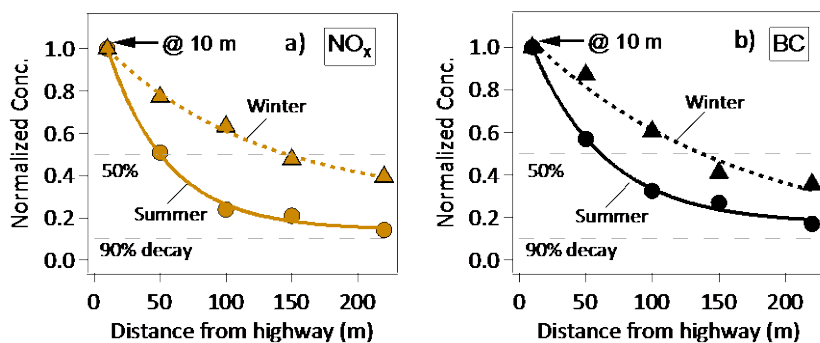 @ 10 m
a)
NOx
Normalized Conc.
1.0
0.8
0.6
0.4
0.2
0.0
Winter
50%
Summer
90% decay
0
50
100
150
200
Distance from highway (m)
@ 10 m
b)
BC
Normalized Conc.
1.0
0.8
0.6
0.4
0.2
0.0
Winter
50%
Summer
90% decay
0
50
100
150
200
Distance from highway (m)